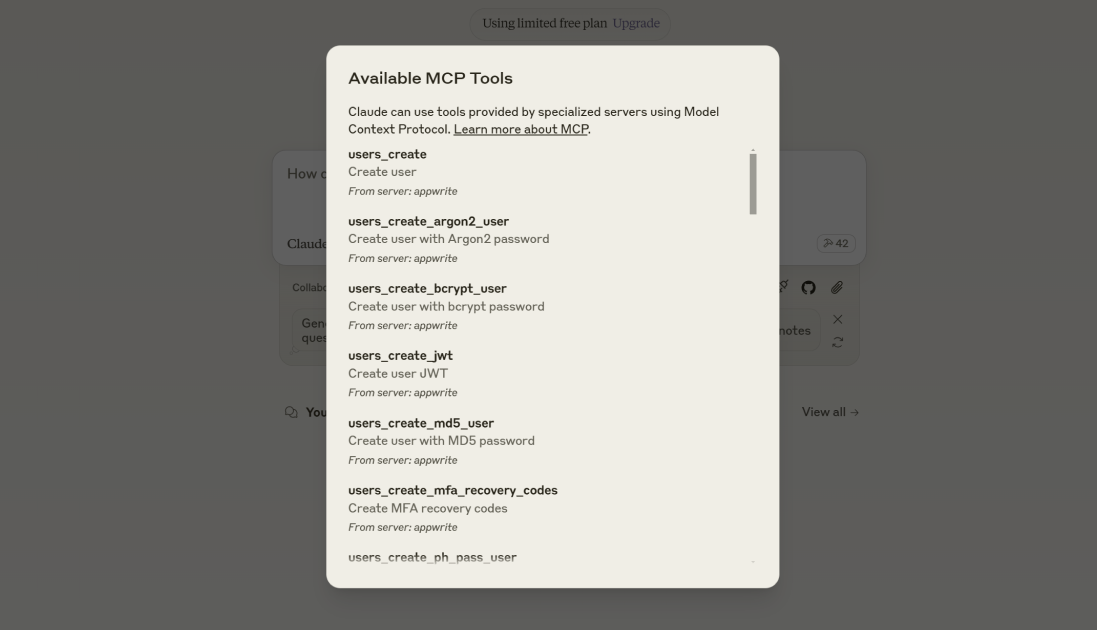 Using limited free plan Upgrade
Available MCP Tools
Claude can use tools provided by specialized servers using Model
Context Protocol. Learn more about MCP.
users_create
Create user
From server: appwrite
users_create_argon2_user
Create user with Argon2 password
From server: appwrite
users_create_bcrypt_user
Create user with bcrypt password
From server: appwrite
users_create_jwt
Create user JWT
From server: appwrite
users_create_md5_user
Create user with MD5 password
From server: appwrite
users_create_mfa_recovery_codes
Create MFA recovery codes
From server: appwrite
users_create_ph_pass_user
How
Claude
42
Collabo
Gen
ques
notes
You
View all →